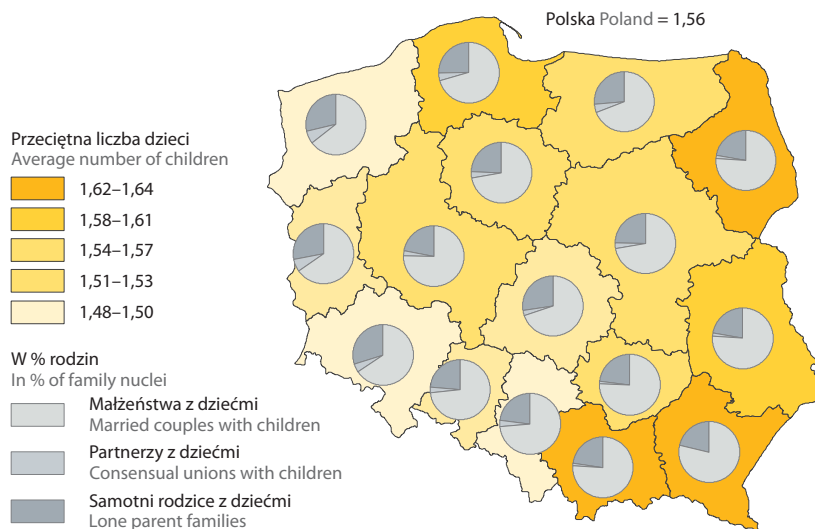 Polska Poland = 1,56
Przeciętna liczba dzieci
Average number of children
1,62–1,64
1,58–1,61
1,54–1,57
1,51–1,53
1,48–1,50
W % rodzin
In % of family nuclei
Małżeństwa z dziećmi
Married couples with children
Partnerzy z dziećmi
Consensual unions with children
Samotni rodzice z dziećmi
Lone parent families